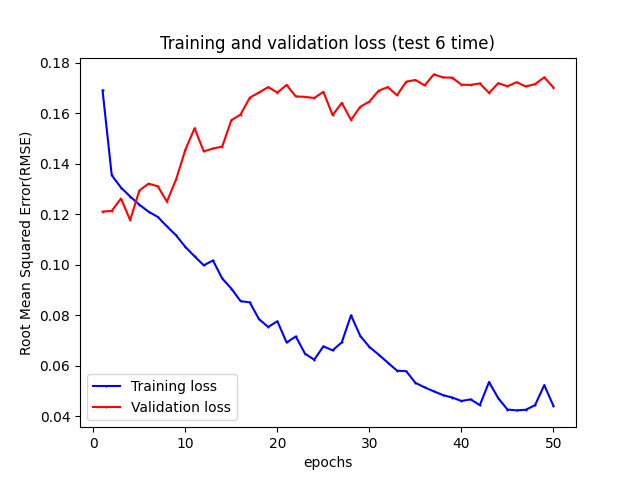 Training and validation loss (test 6 time)
Root Mean Squared Error(RMSE)
0.18
0.16
0.14
0.12
0.10
0.08
0.06
0.04
Training loss
Validation loss
0
10
20
30
40
50
epochs